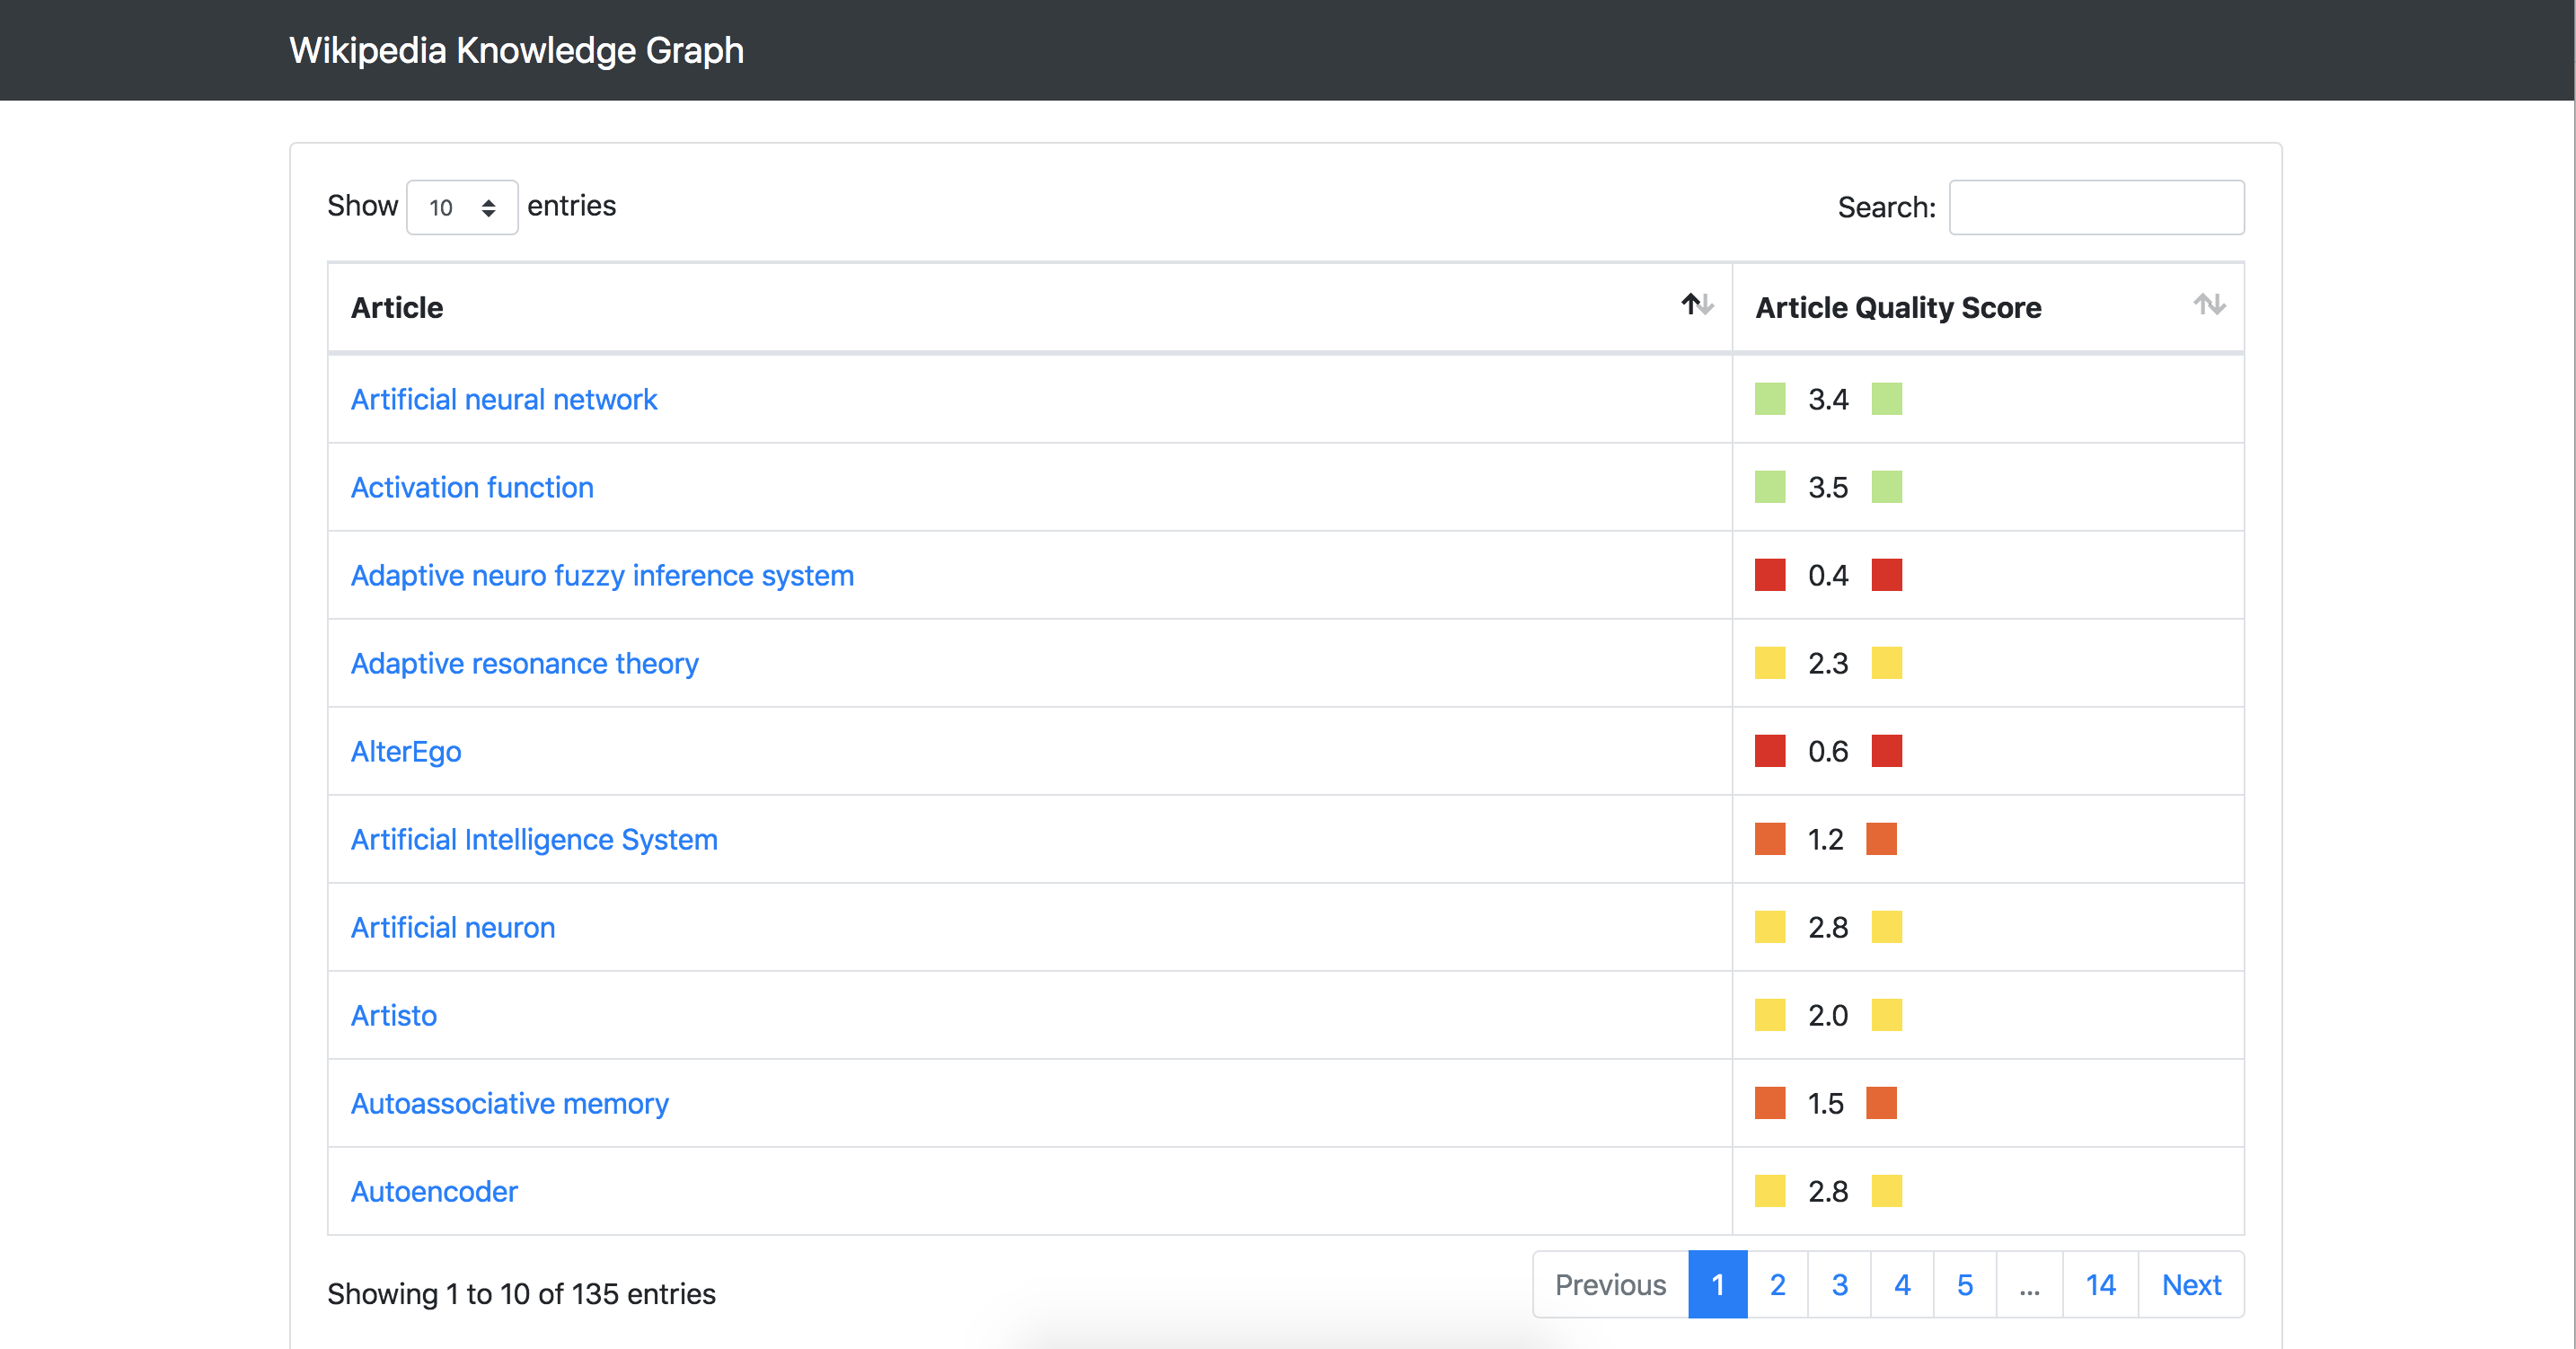 Wikipedia Knowledge Graph
Show 10 entries Search:
Article Article Quality Score
Artificial neural network 3.4
Activation function 3.5
Adaptive neuro fuzzy inference system 0.4
Adaptive resonance theory 2.3
AlterEgo 0.6
Artificial Intelligence System 1.2
Artificial neuron 2.8
Artisto 2.0
Autoassociative memory 1.5
Autoencoder 2.8
Showing 1 to 10 of 135 entries Previous 1 2 3 4 5 ... 14 Next